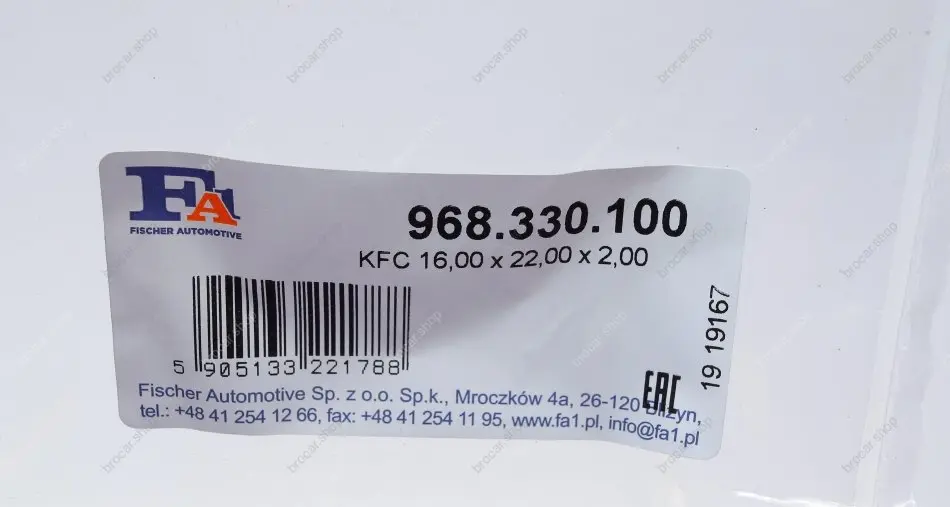 FA1
FISCHER AUTOMOTIVE
968.330.100
KFC 16,00 x 22,00 x 2,00
5 905133 221788
19 19167
EAC
Fischer Automotive Sp. z o.o. Sp.k., Mroczków 4a, 26-120 Bliżyn,
tel.: +48 41 254 12 66, fax: +48 41 254 11 95, www.fa1.pl, info@fa1.pl
brocar.shop